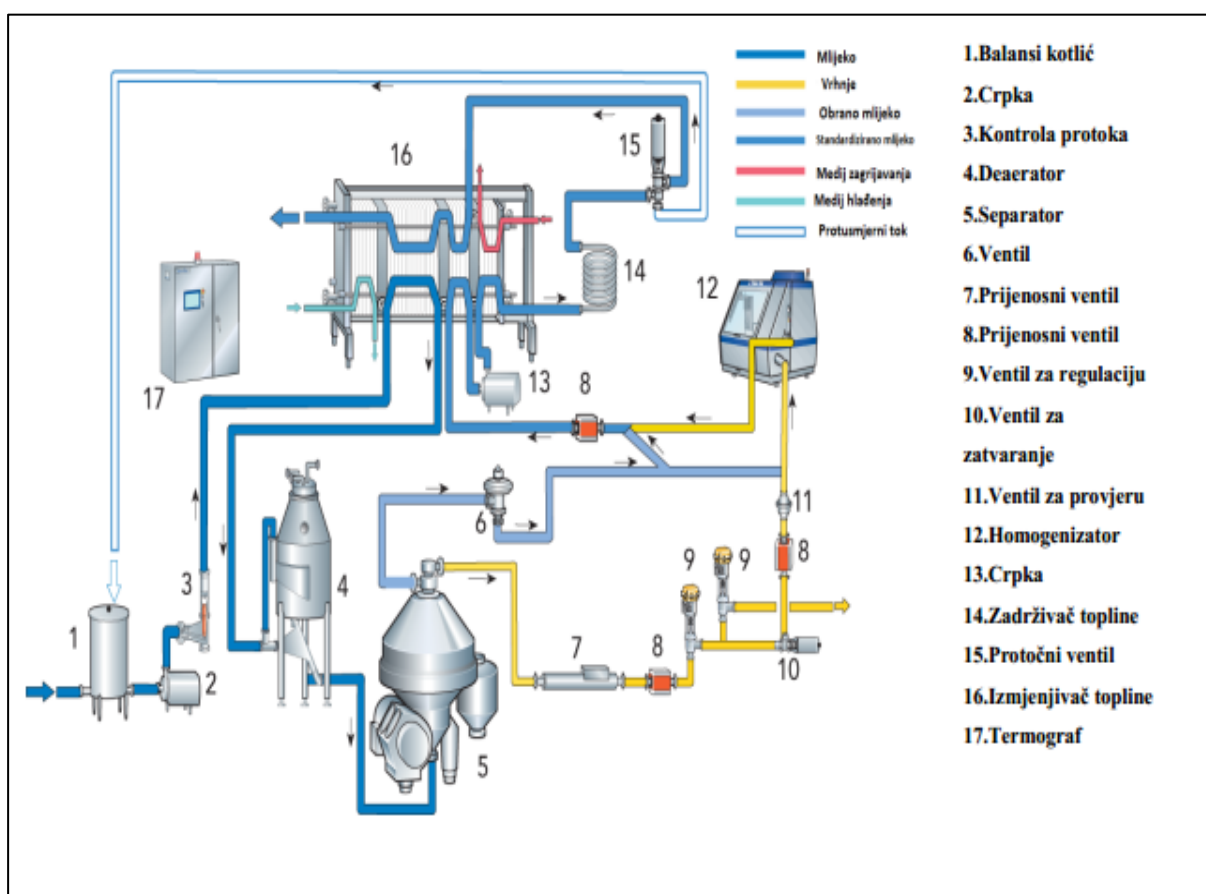 Mlijeko
Vrhnje
Obrano mlijeko
Standardizirano mlijeko
Medij zagrijavanja
Medij hlađenja
Protusmjerni tok
1.Balansi kotlić
2.Crpka
3.Kontrola protoka
4.Deaerator
5.Separator
6.Ventil
7.Prijenosni ventil
8.Prijenosni ventil
9.Ventil za regulaciju
10.Ventil za
zatvaranje
11.Ventil za provjeru
12.Homogenizator
13.Crpka
14.Zadrživač topline
15.Protočni ventil
16.Izmjenjivač topline
17.Termograf
16
15
14
12
17
13
8
3
4
6
11
9
9
8
1
2
7
8
10
5